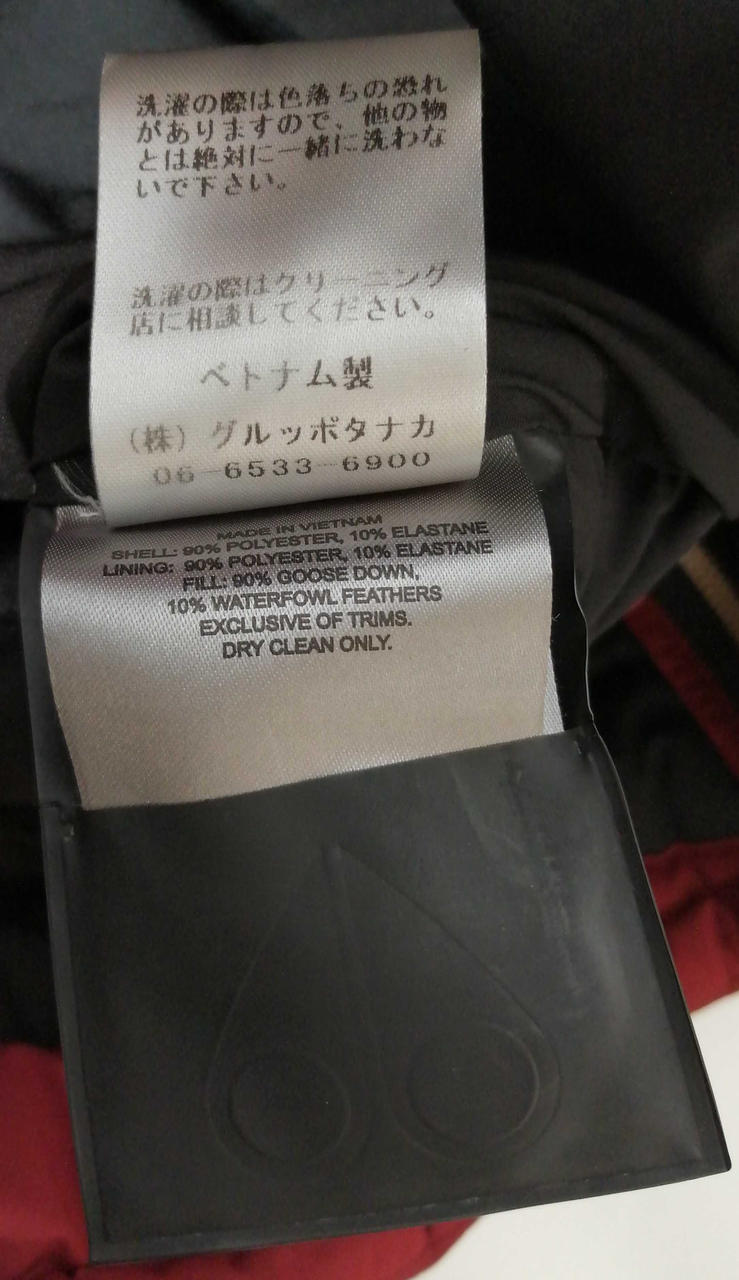 洗濯の際は色落ちの恐れ
がありますので、他の物
とは絶対に一緒に洗わな
いで下さい。
洗濯の際はクリーニング
店に相談してください。
ベトナム製
(株)グルッポタナカ
06-6533-6900
MADE IN VIETNAM
SHELL: 90% POLYESTER, 10% ELASTANE
LINING: 90% POLYESTER, 10% ELASTANE
FILL: 90% GOOSE DOWN,
10% WATERFOWL FEATHERS
EXCLUSIVE OF TRIMS.
DRY CLEAN ONLY.